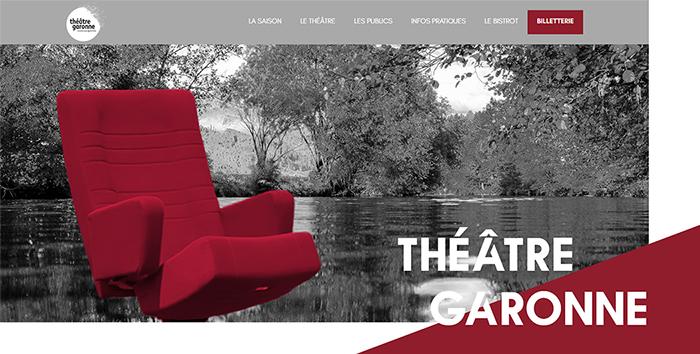 théâtre
garonne
LA SAISON
LE THÉÂTRE
LES PUBLICS
INFOS PRATIQUES
LE BISTROT
BILLETTERIE
THÉÂTRE
GARONNE